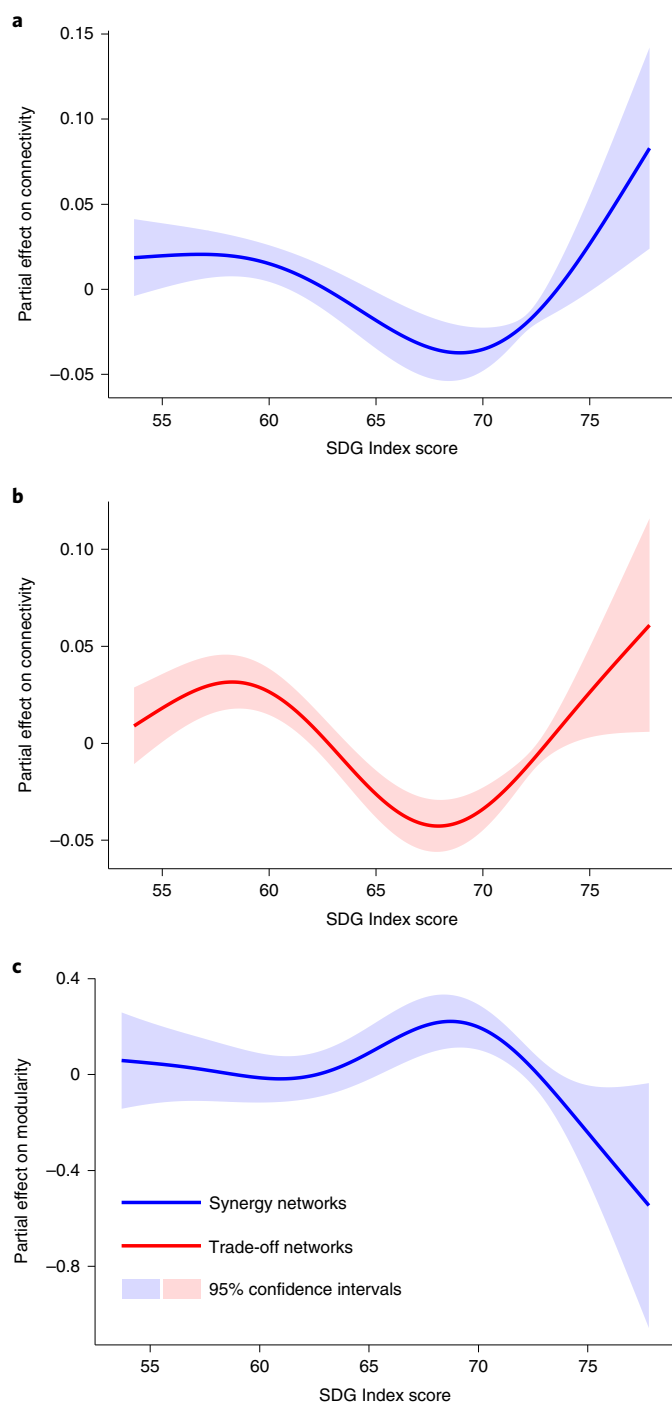 a
0.15
0.10
0.05
0
–0.05
Partial effect on connectivity
55 60 65 70 75
SDG Index score
b
0.10
0.05
0
–0.05
Partial effect on connectivity
55 60 65 70 75
SDG Index score
c
0.4
0
–0.4
–0.8
Partial effect on modularity
Synergy networks
Trade-off networks
95% confidence intervals
55 60 65 70 75
SDG Index score